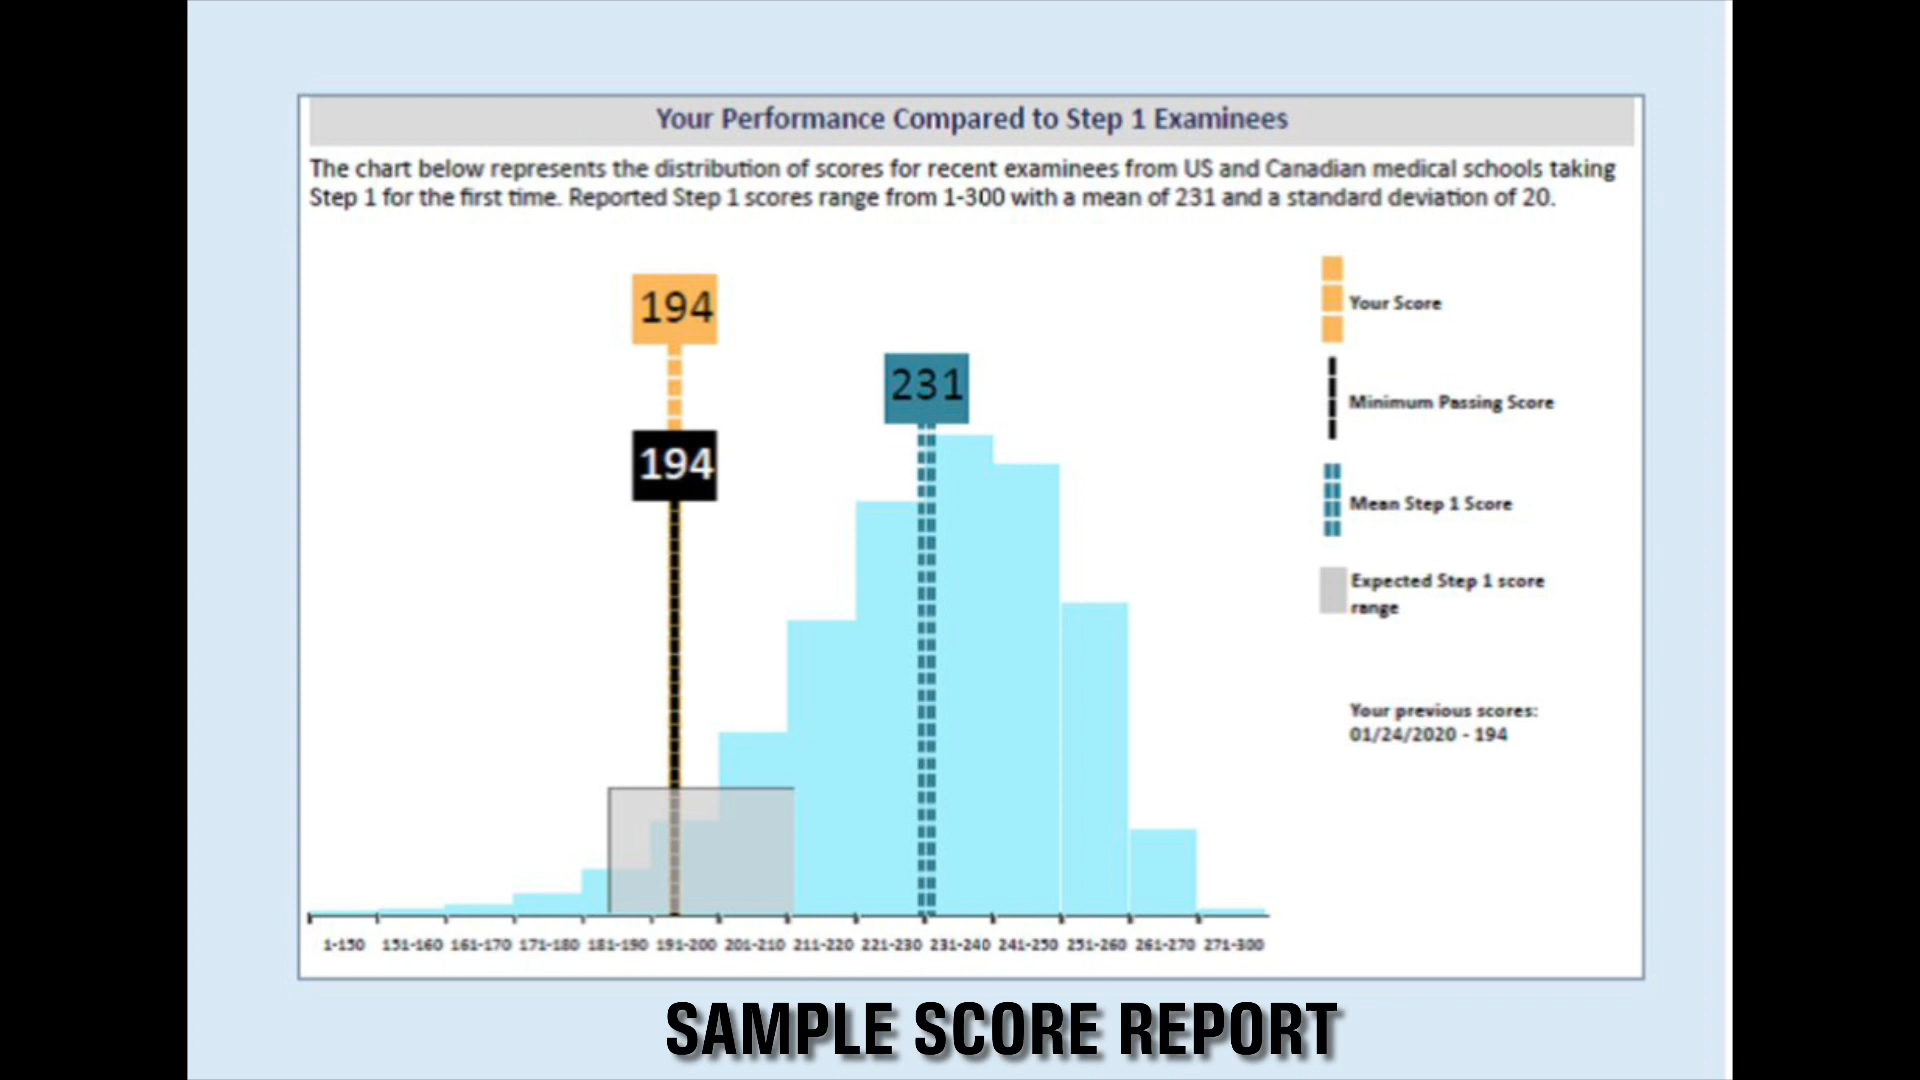 Your Performance Compared to Step 1 Examinees
The chart below represents the distribution of scores for recent examinees from US and Canadian medical schools taking
Step 1 for the first time. Reported Step 1 scores range from 1-300 with a mean of 231 and a standard deviation of 20.
194
Your Score
231
Minimum Passing Score
194
Mean Step 1 Score
Expected Step 1 score
range
Your previous scores:
01/24/2020 - 194
1-150 151-160 161-170 171-180 181-190 191-200 201-210 211-220 221-230 231-240 241-250 251-260 261-270 271-300
SAMPLE SCORE REPORT